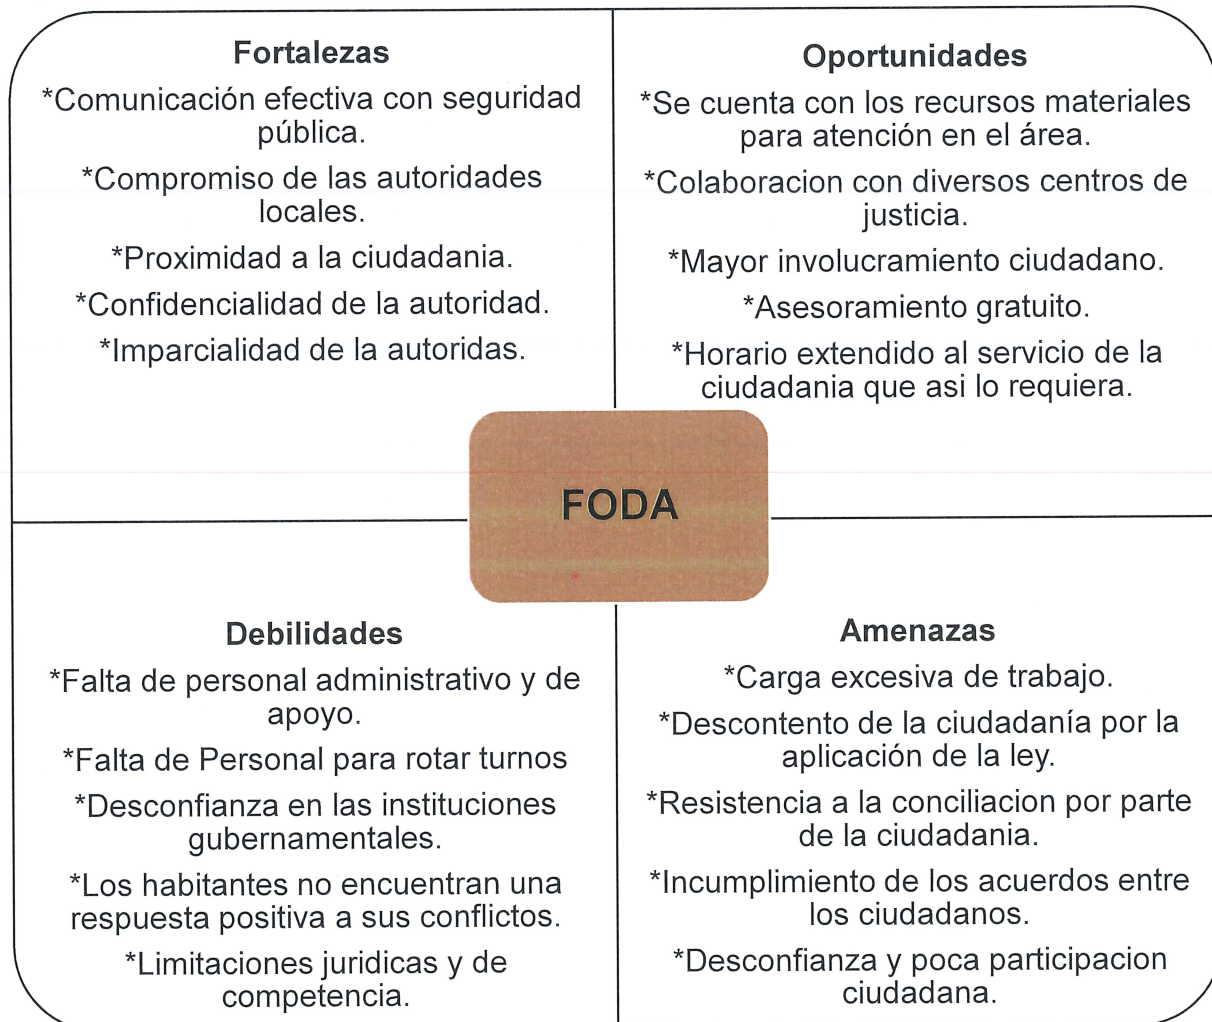 Fortalezas
*Comunicación efectiva con seguridad
pública.
*Compromiso de las autoridades
locales.
*Proximidad a la ciudadania.
*Confidencialidad de la autoridad.
*Imparcialidad de la autoridas.
Oportunidades
*Se cuenta con los recursos materiales
para atención en el área.
*Colaboracion con diversos centros de
justicia.
*Mayor involucramiento ciudadano.
*Asesoramiento gratuito.
*Horario extendido al servicio de la
ciudadania que asi lo requiera.
FODA
Debilidades
*Falta de personal administrativo y de
apoyo.
*Falta de Personal para rotar turnos
*Desconfianza en las instituciones
gubernamentales.
*Los habitantes no encuentran una
respuesta positiva a sus conflictos.
*Limitaciones juridicas y de
competencia.
Amenazas
*Carga excesiva de trabajo.
*Descontento de la ciudadanía por la
aplicación de la ley.
*Resistencia a la conciliacion por parte
de la ciudadania.
*Incumplimiento de los acuerdos entre
los ciudadanos.
*Desconfianza y poca participacion
ciudadana.